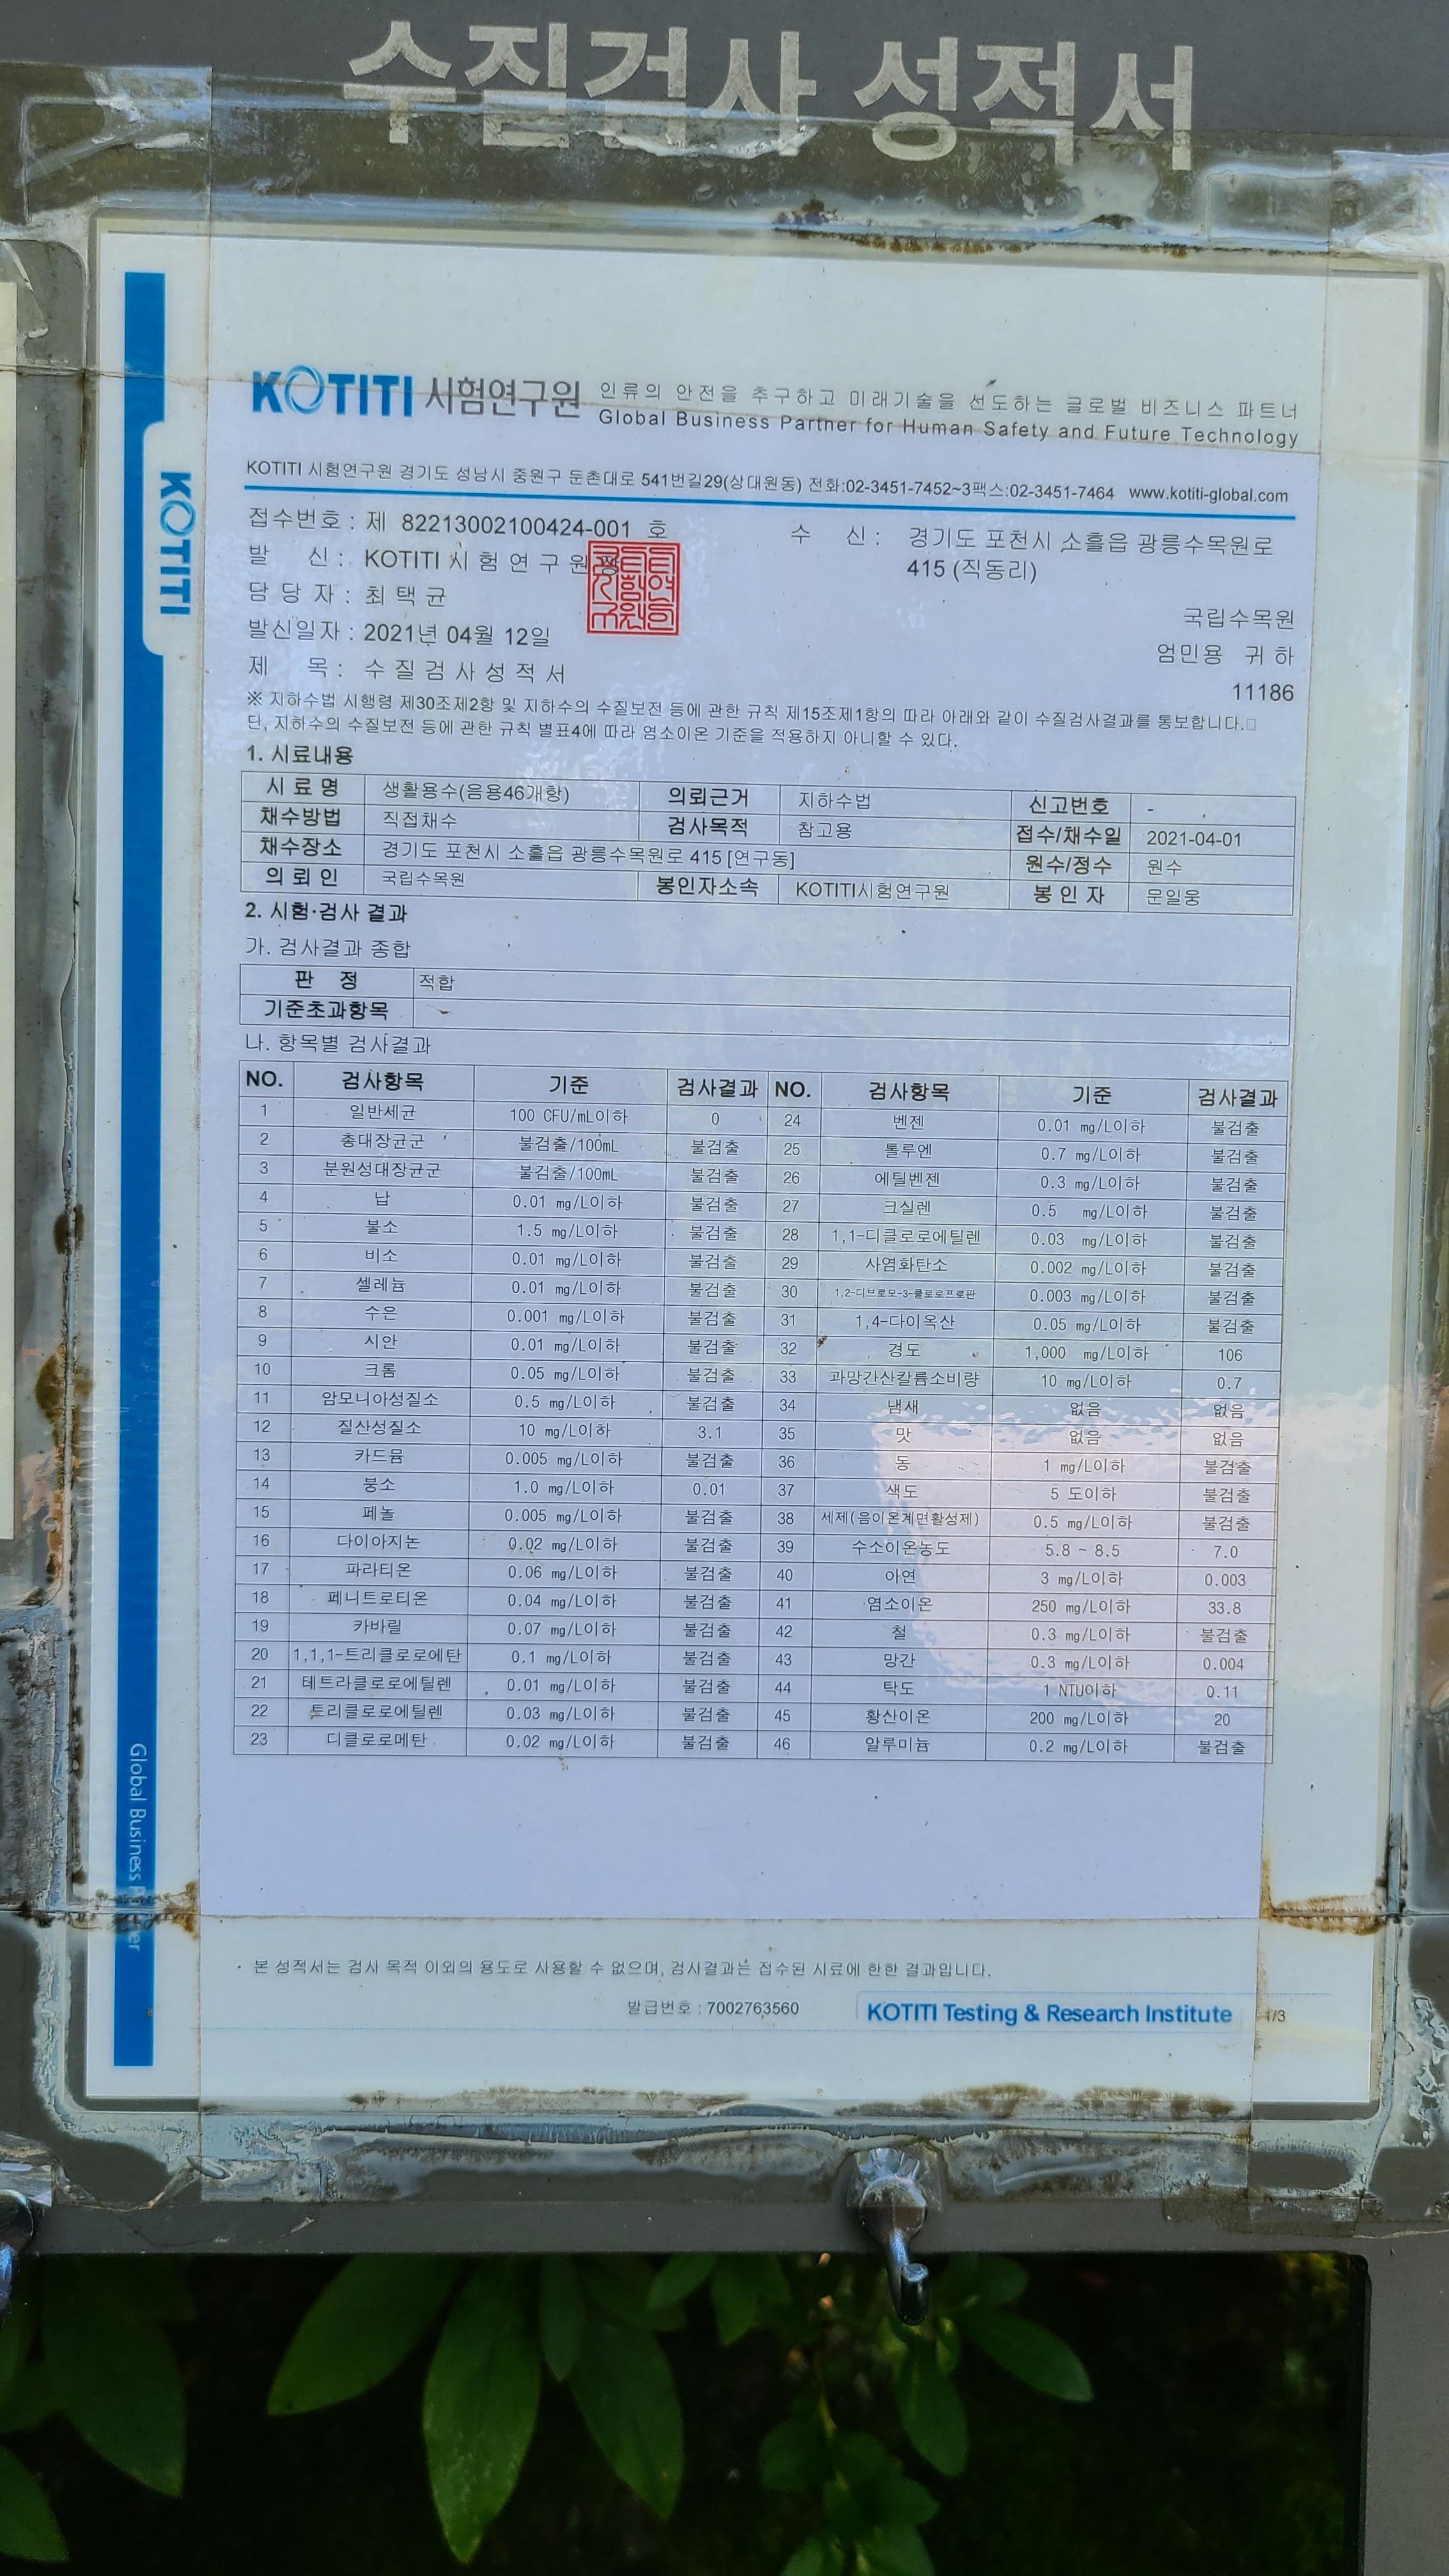 수질검사 성적서
KOTITI 시험연구원 인류의 안전을 추구하고 미래기술을 선도하는 글로벌 비즈니스 파트너
Global Business Partner for Human Safety and Future Technology
KOTITI 시험연구원 경기도 성남시 중원구 둔촌대로 541번길29(상대원동) 전화:02-3451-7452~3팩스:02-3451-7464 www.kotiti-global.com
KOTITI
접수번호 : 제 82213002100424-001 호
발 신 : KOTITI 시험연구원장
담당자 : 최택균
발신일자 : 2021년 04월 12일
제 목 : 수질검사성적서
수 신 : 경기도 포천시 소흘읍 광릉수목원로
415 (직동리)
국립수목원
엄민용 귀하
11186
※ 지하수법 시행령 제30조제2항 및 지하수의 수질보전 등에 관한 규칙 제15조제1항의 따라 아래와 같이 수질검사결과를 통보합니다.□
단, 지하수의 수질보전 등에 관한 규칙 별표4에 따라 염소이온 기준을 적용하지 아니할 수 있다.
1. 시료내용
시료명 생활용수(음용46개항) 의뢰근거 지하수법 신고번호 -
채수방법 직접채수 검사목적 참고용 접수/채수일 2021-04-01
채수장소 경기도 포천시 소흘읍 광릉수목원로 415 [연구동] 원수/정수 원수
의뢰인 국립수목원 봉인자소속 KOTITI시험연구원 봉인자 문일웅
2. 시험·검사 결과
가. 검사결과 종합
판 정 적합
기준초과항목
나. 항목별 검사결과
NO. 검사항목 기준 검사결과 NO. 검사항목 기준 검사결과
1 일반세균 100 CFU/mL이하 0 24 벤젠 0.01 mg/L이하 불검출
2 총대장균군 불검출/100mL 불검출 25 톨루엔 0.7 mg/L이하 불검출
3 분원성대장균군 불검출/100mL 불검출 26 에틸벤젠 0.3 mg/L이하 불검출
4 납 0.01 mg/L이하 불검출 27 크실렌 0.5 mg/L이하 불검출
5 불소 1.5 mg/L이하 불검출 28 1,1-디클로로에틸렌 0.03 mg/L이하 불검출
6 비소 0.01 mg/L이하 불검출 29 사염화탄소 0.002 mg/L이하 불검출
7 셀레늄 0.01 mg/L이하 불검출 30 1,2-디브로모-3-클로로프로판 0.003 mg/L이하 불검출
8 수은 0.001 mg/L이하 불검출 31 1,4-다이옥산 0.05 mg/L이하 불검출
9 시안 0.01 mg/L이하 불검출 32 경도 1,000 mg/L이하 106
10 크롬 0.05 mg/L이하 불검출 33 과망간산칼륨소비량 10 mg/L이하 0.7
11 암모니아성질소 0.5 mg/L이하 불검출 34 냄새 없음 없음
12 질산성질소 10 mg/L이하 3.1 35 맛 없음 없음
13 카드뮴 0.005 mg/L이하 불검출 36 동 1 mg/L이하 불검출
14 붕소 1.0 mg/L이하 0.01 37 색도 5 도이하 불검출
15 페놀 0.005 mg/L이하 불검출 38 세제(음이온계면활성제) 0.5 mg/L이하 불검출
16 다이아지논 0.02 mg/L이하 불검출 39 수소이온농도 5.8 ~ 8.5 7.0
17 파라티온 0.06 mg/L이하 불검출 40 아연 3 mg/L이하 0.003
18 페니트로티온 0.04 mg/L이하 불검출 41 염소이온 250 mg/L이하 33.8
19 카바릴 0.07 mg/L이하 불검출 42 철 0.3 mg/L이하 불검출
20 1,1,1-트리클로로에탄 0.1 mg/L이하 불검출 43 망간 0.3 mg/L이하 0.004
21 테트라클로로에틸렌 0.01 mg/L이하 불검출 44 탁도 1 NTU이하 0.11
22 트리클로로에틸렌 0.03 mg/L이하 불검출 45 황산이온 200 mg/L이하 20
23 디클로로메탄 0.02 mg/L이하 불검출 46 알루미늄 0.2 mg/L이하 불검출
Global Business
· 본 성적서는 검사 목적 이외의 용도로 사용할 수 없으며, 검사결과는 접수된 시료에 한한 결과입니다.
발급번호 : 7002763560 KOTITI Testing & Research Institute 1/3